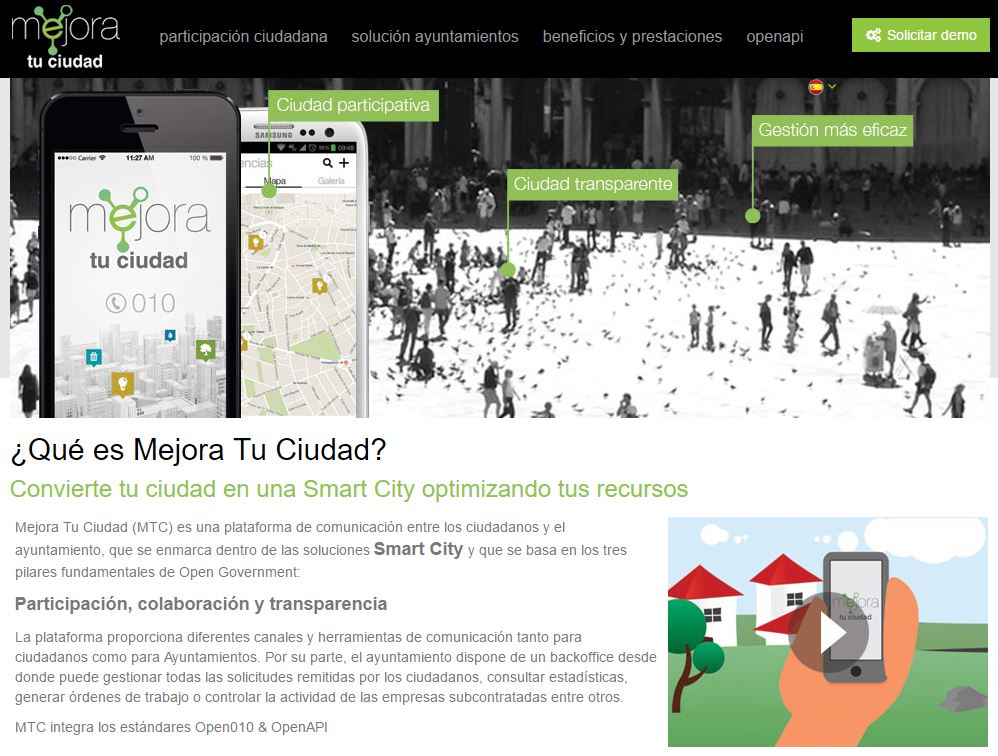 mejora
tu ciudad
participación ciudadana
solución ayuntamientos
beneficios y prestaciones
openapi
Solicitar demo
Ciudad participativa
Ciudad transparente
Gestión más eficaz
Carrier
11:27 AM
100 %
mejora
tu ciudad
010
SAMSUNG
09:48
encias
Mapa
Galería
¿Qué es Mejora Tu Ciudad?
Convierte tu ciudad en una Smart City optimizando tus recursos
Mejora Tu Ciudad (MTC) es una plataforma de comunicación entre los ciudadanos y el
ayuntamiento, que se enmarca dentro de las soluciones Smart City y que se basa en los tres
pilares fundamentales de Open Government:
Participación, colaboración y transparencia
La plataforma proporciona diferentes canales y herramientas de comunicación tanto para
ciudadanos como para Ayuntamientos. Por su parte, el ayuntamiento dispone de un backoffice desde
donde puede gestionar todas las solicitudes remitidas por los ciudadanos, consultar estadísticas,
generar órdenes de trabajo o controlar la actividad de las empresas subcontratadas entre otros.
MTC integra los estándares Open010 & OpenAPI
mejora
tu ciudad